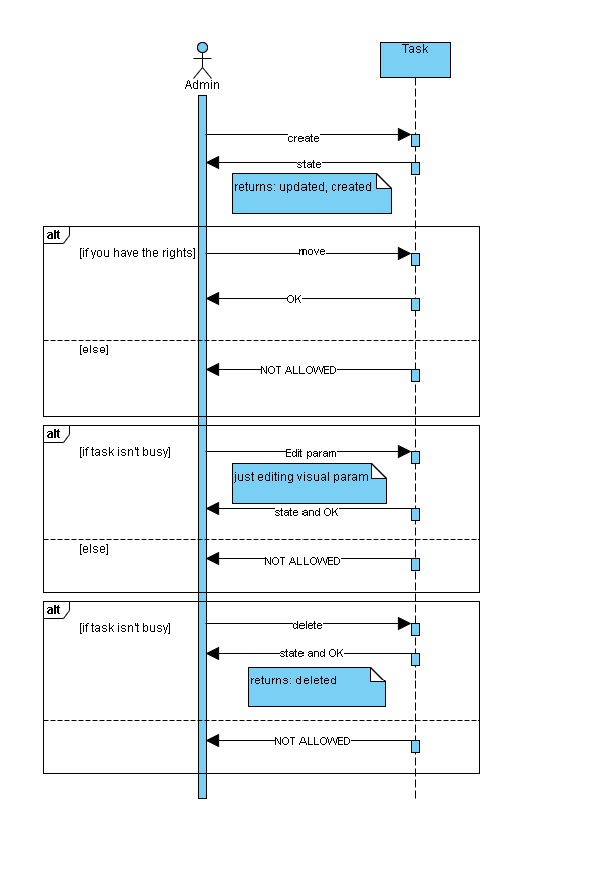 Task
Admin
create
state
returns: updated, created
alt
[if you have the rights]
move
OK
[else]
NOT ALLOWED
alt
[if task isn't busy]
Edit param
just editing visual param
state and OK
[else]
NOT ALLOWED
alt
[if task isn't busy]
delete
state and OK
returns: deleted
NOT ALLOWED